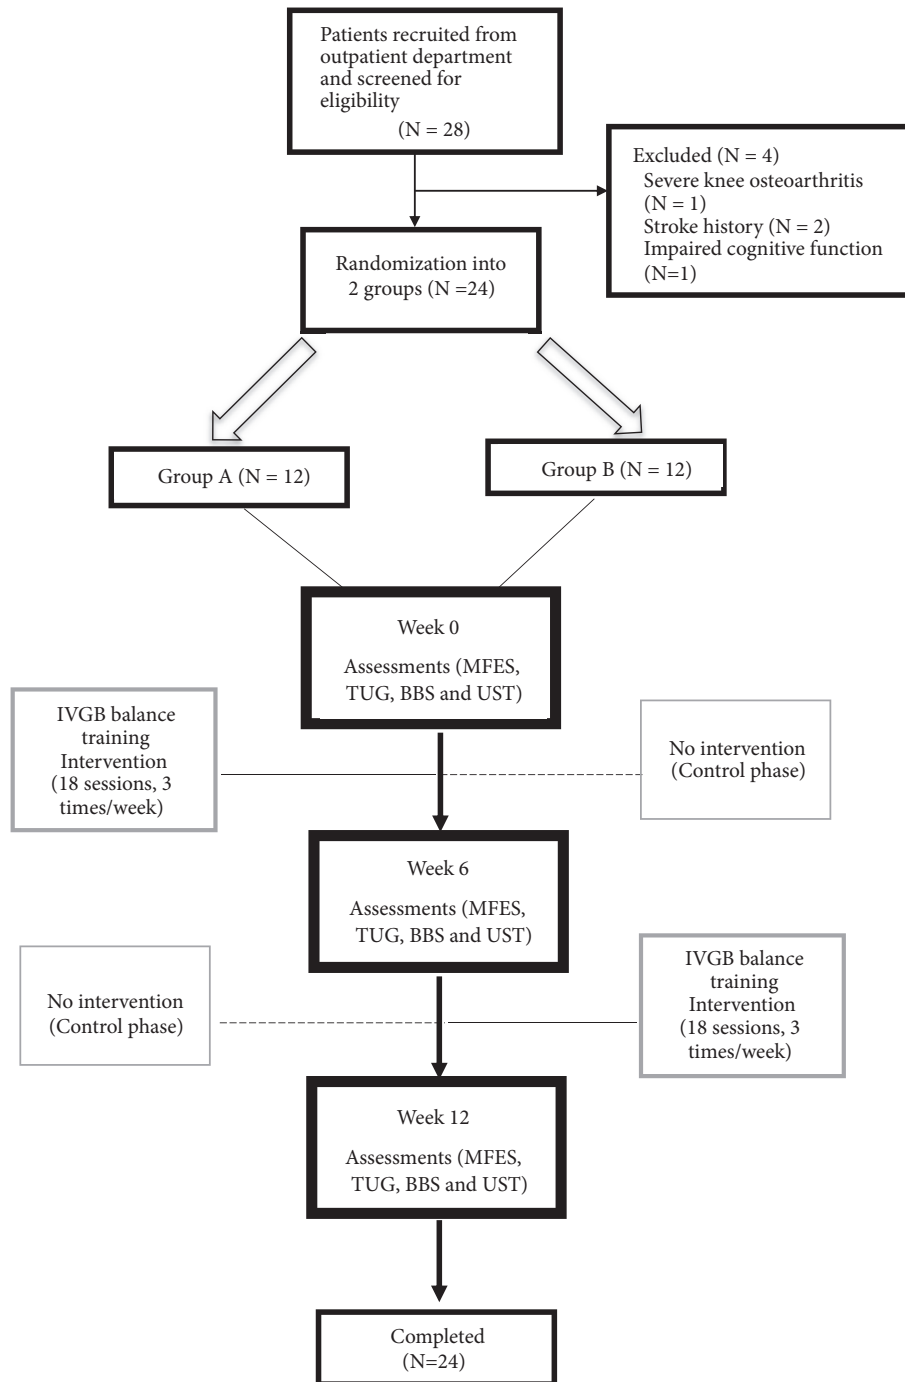 Patients recruited from
outpatient department
and screened for
eligibility
(N = 28)
Excluded (N = 4)
Severe knee osteoarthritis
(N = 1)
Stroke history (N = 2)
Impaired cognitive function
(N=1)
Randomization into
2 groups (N =24)
Group A (N = 12)
Group B (N = 12)
Week 0
Assessments (MFES,
TUG, BBS and UST)
IVGB balance
training
Intervention
(18 sessions, 3
times/week)
No intervention
(Control phase)
Week 6
Assessments (MFES,
TUG, BBS and UST)
No intervention
(Control phase)
IVGB balance
training
Intervention
(18 sessions, 3
times/week)
Week 12
Assessments (MFES,
TUG, BBS and UST)
Completed
(N=24)